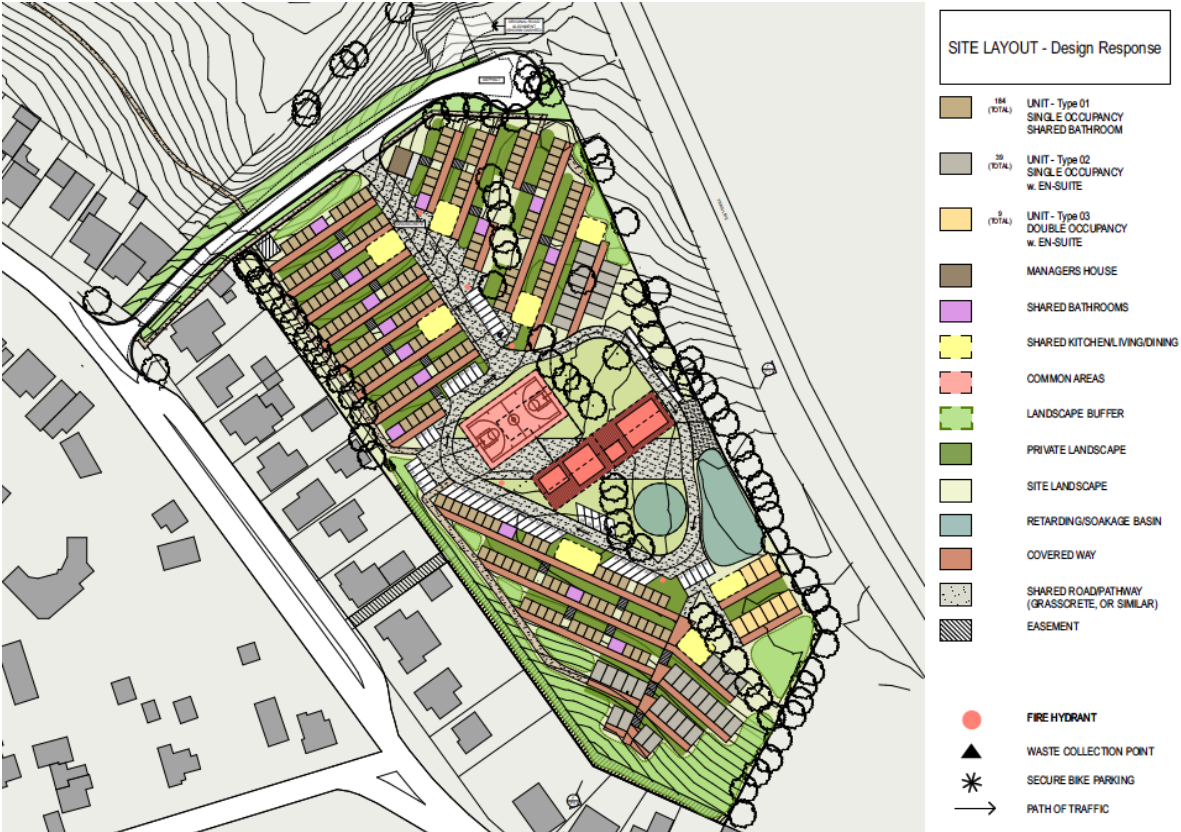 ORIGINAL ROAD
ALIGNMENT
SITE LAYOUT - Design Response
184
(TOTAL)
UNIT - Type 01
SINGLE OCCUPANCY
SHARED BATHROOM
39
(TOTAL)
UNIT - Type 02
SINGLE OCCUPANCY
w. EN-SUITE
9
(TOTAL)
UNIT - Type 03
DOUBLE OCCUPANCY
w. EN-SUITE
MANAGERS HOUSE
SHARED BATHROOMS
SHARED KITCHEN/LIVING/DINING
COMMON AREAS
LANDSCAPE BUFFER
PRIVATE LANDSCAPE
SITE LANDSCAPE
RETARDING/SOAKAGE BASIN
COVERED WAY
SHARED ROAD/PATHWAY
(GRASSCRETE, OR SIMILAR)
EASEMENT
FIRE HYDRANT
WASTE COLLECTION POINT
SECURE BIKE PARKING
PATH OF TRAFFIC